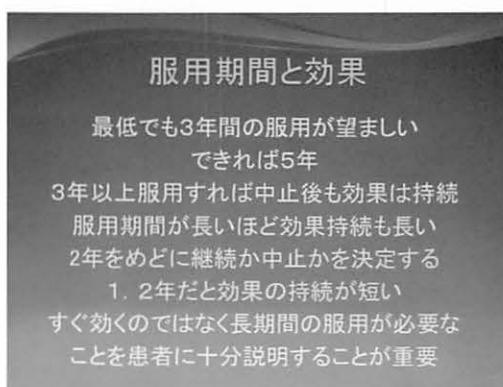 服用期間と効果
最低でも3年間の服用が望ましい
できれば5年
3年以上服用すれば中止後も効果は持続
服用期間が長いほど効果持続も長い
2年をめどに継続か中止かを決定する
1．2年だと効果の持続が短い
すぐ効くのではなく長期間の服用が必要な
ことを患者に十分説明することが重要